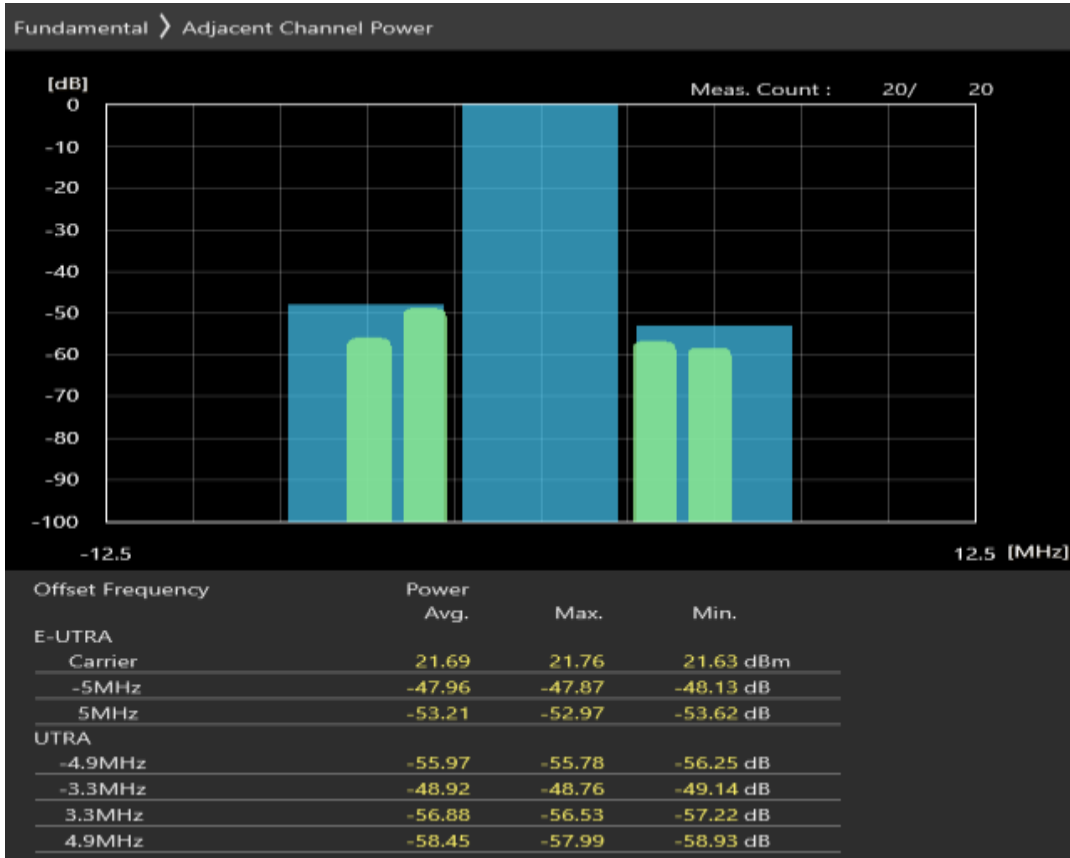 Fundamental 〉 Adjacent Channel Power
[dB]
Meas. Count : 20/ 20
0
-10
-20
-30
-40
-50
-60
-70
-80
-90
-100
-12.5 12.5 [MHz]
Offset Frequency Power
Avg. Max. Min.
E-UTRA
Carrier 21.69 21.76 21.63 dBm
-5MHz -47.96 -47.87 -48.13 dB
5MHz -53.21 -52.97 -53.62 dB
UTRA
-4.9MHz -55.97 -55.78 -56.25 dB
-3.3MHz -48.92 -48.76 -49.14 dB
3.3MHz -56.88 -56.53 -57.22 dB
4.9MHz -58.45 -57.99 -58.93 dB